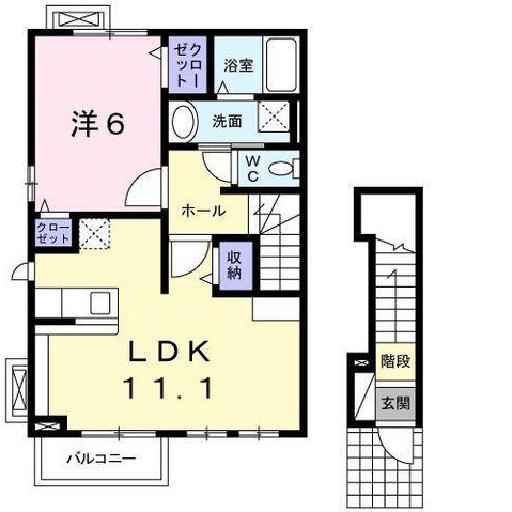 クロー
ゼット
浴室
洋6
洗面
WC
ホール
クロー
ゼット
収納
LDK
11.1
階段
玄関
バルコニー